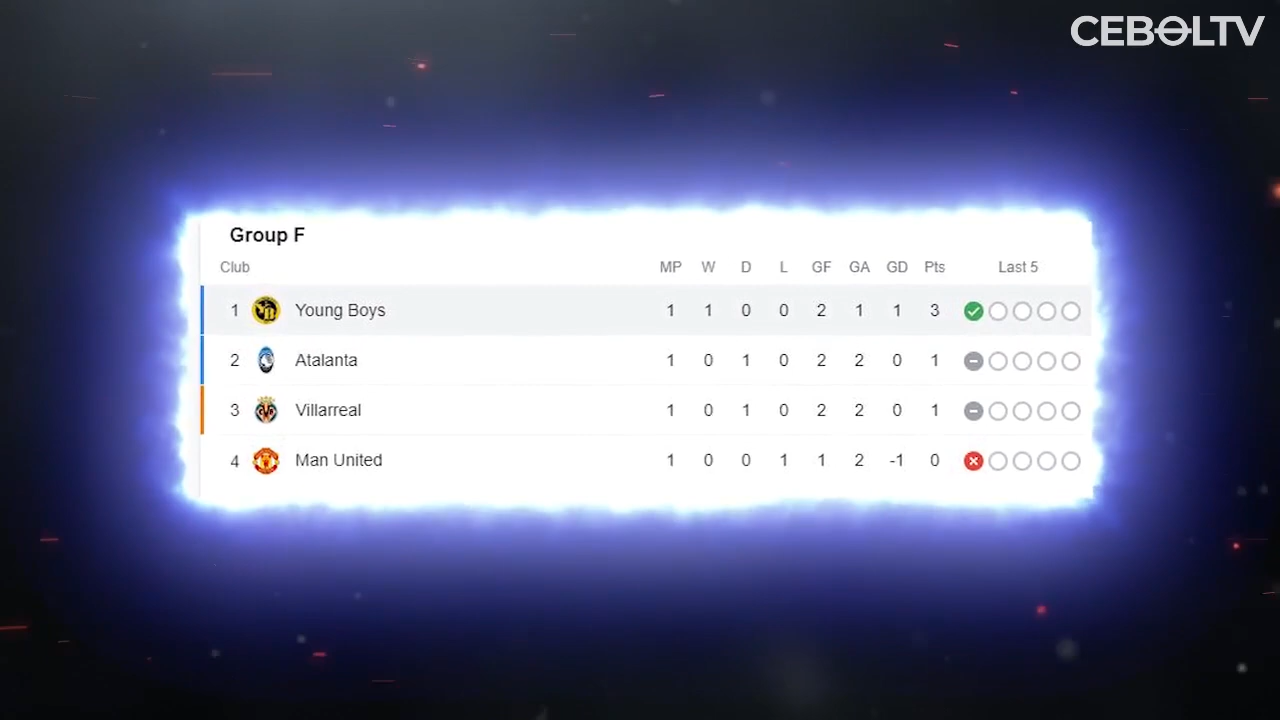 CEBOLTV
Group F
Club MP W D L GF GA GD Pts Last 5
1 Young Boys 1 1 0 0 2 1 1 3
2 Atalanta 1 0 1 0 2 2 0 1
3 Villarreal 1 0 1 0 2 2 0 1
4 Man United 1 0 0 1 1 2 -1 0